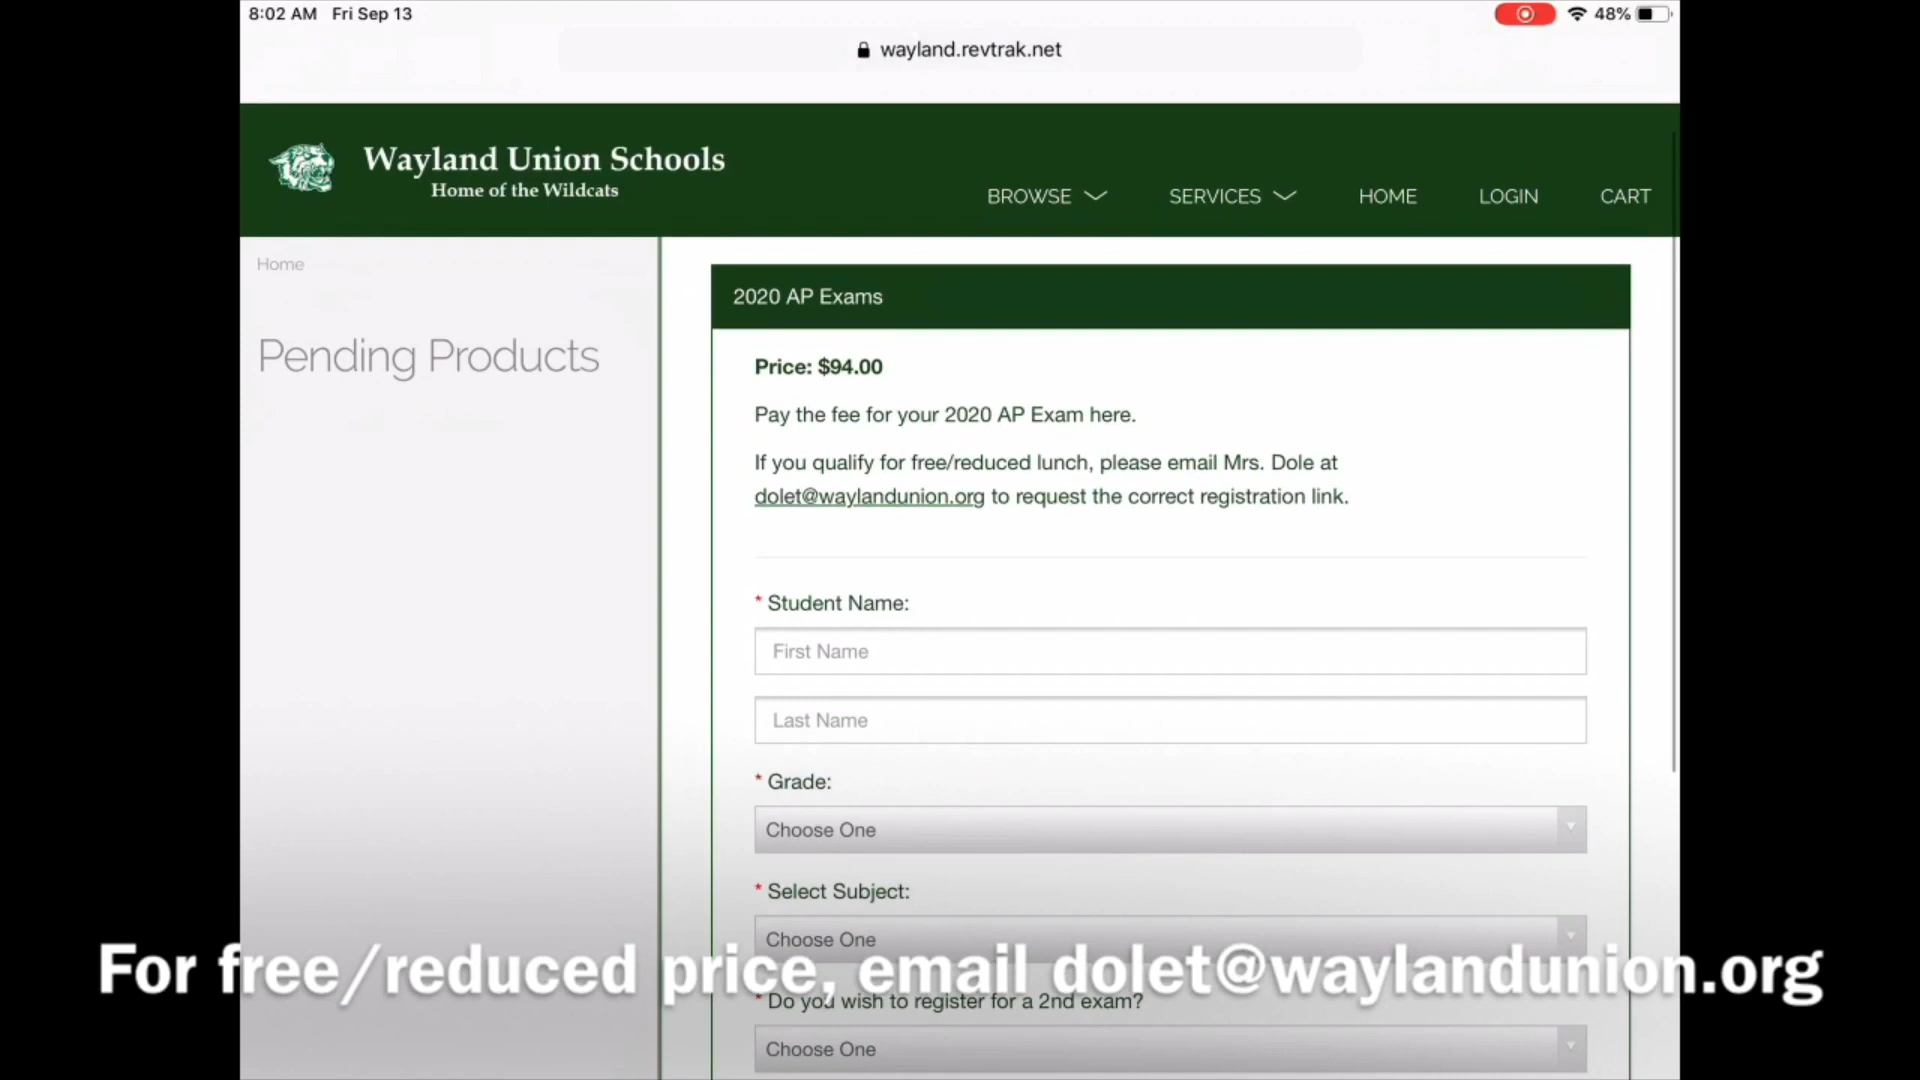 8:02 AM Fri Sep 13
48%
wayland.revtrak.net
Wayland Union Schools
Home of the Wildcats
BROWSE SERVICES HOME LOGIN CART
Home
Pending Products
2020 AP Exams
Price: $94.00
Pay the fee for your 2020 AP Exam here.
If you qualify for free/reduced lunch, please email Mrs. Dole at
dolet@waylandunion.org to request the correct registration link.
* Student Name:
First Name
Last Name
* Grade:
Choose One
* Select Subject:
Choose One
For free/reduced price, email dolet@waylandunion.org
* Do you wish to register for a 2nd exam?
Choose One